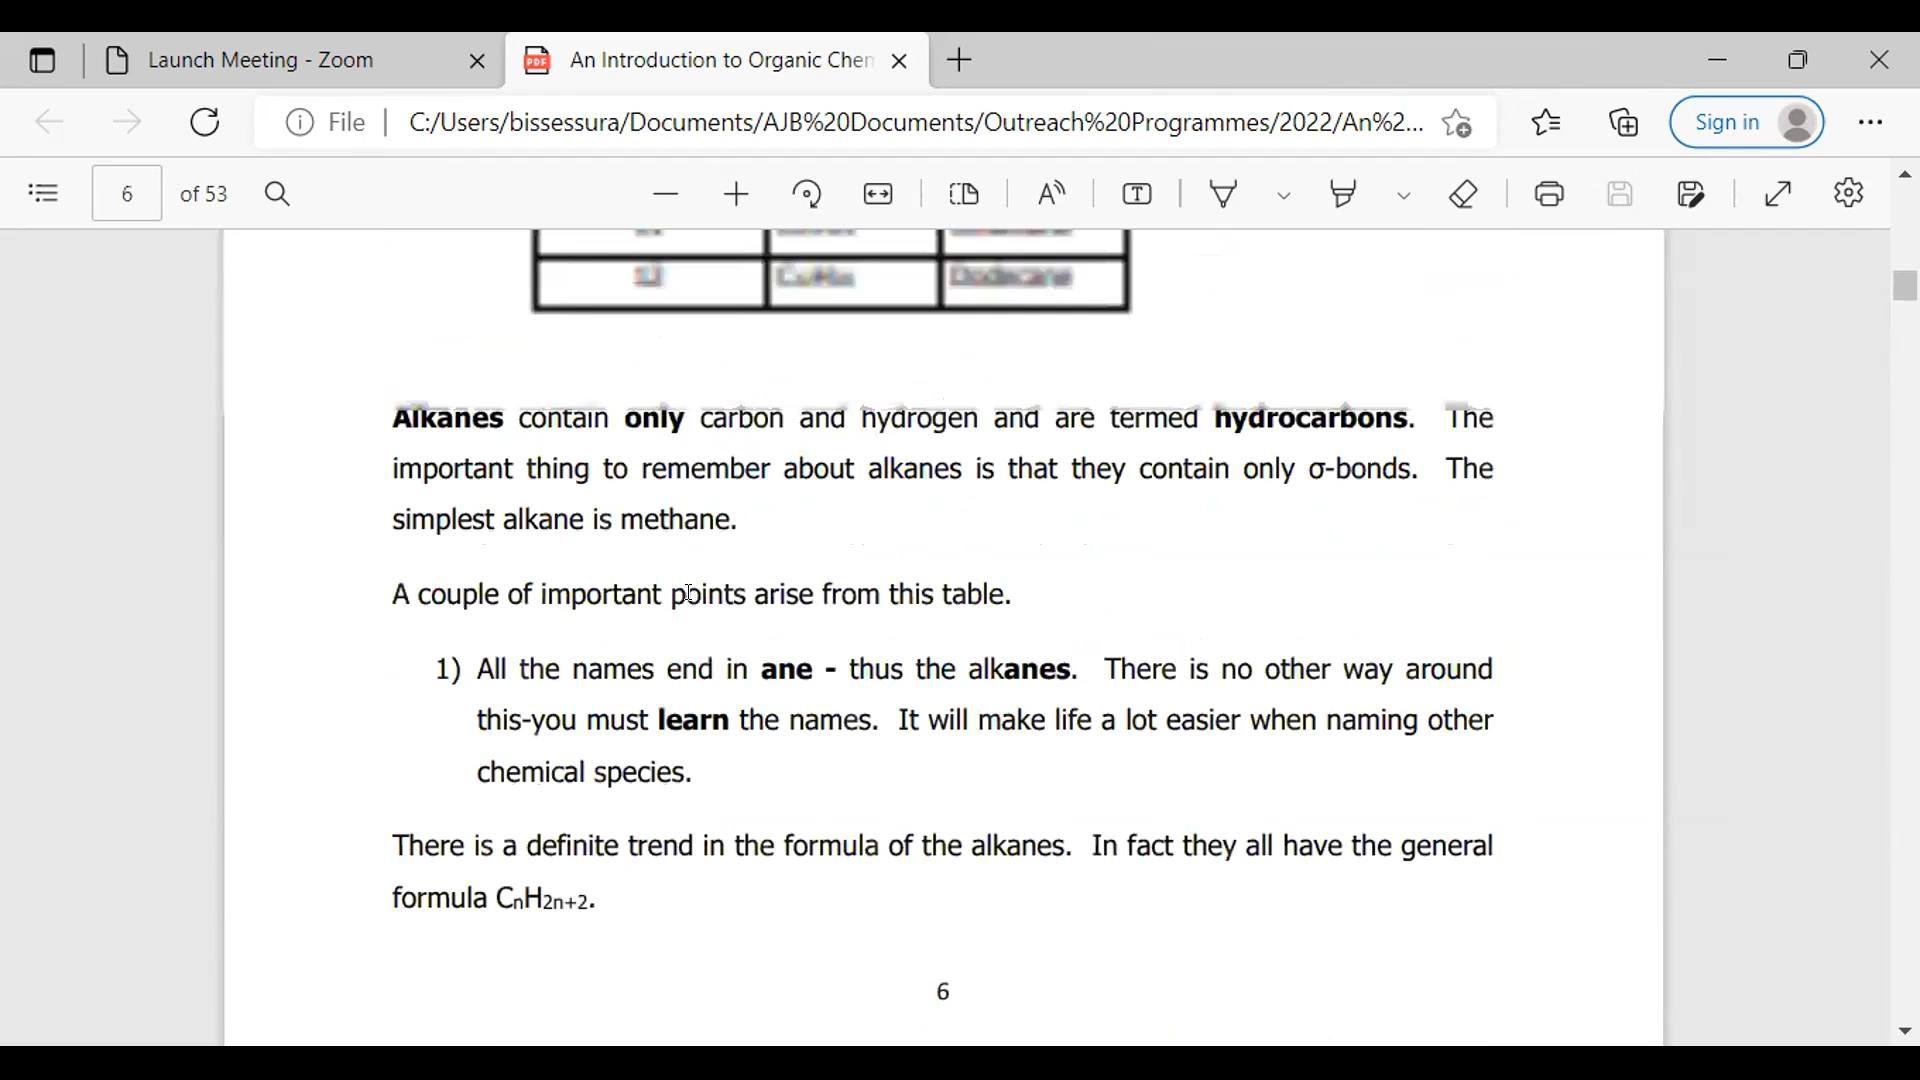 Launch Meeting - Zoom
An Introduction to Organic Chem
File
C:/Users/bissessura/Documents/AJB%20Documents/Outreach%20Programmes/2022/An%2...
Sign in
6 of 53
12 Dodecane
Alkanes contain only carbon and hydrogen and are termed hydrocarbons. The
important thing to remember about alkanes is that they contain only σ-bonds. The
simplest alkane is methane.
A couple of important points arise from this table.
1) All the names end in ane - thus the alkanes. There is no other way around
this-you must learn the names. It will make life a lot easier when naming other
chemical species.
There is a definite trend in the formula of the alkanes. In fact they all have the general
formula CnH2n+2.
6